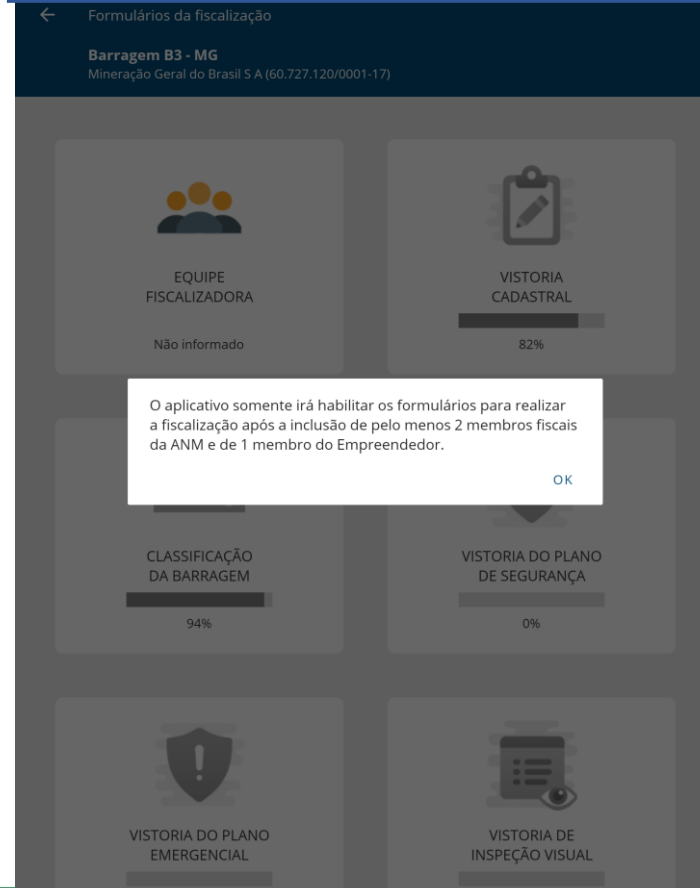 Formulários da fiscalização
Barragem B3 - MG
Mineração Geral do Brasil S A (60.727.120/0001-17)
EQUIPE
FISCALIZADORA
Não informado
VISTORIA
CADASTRAL
82%
O aplicativo somente irá habilitar os formulários para realizar
a fiscalização após a inclusão de pelo menos 2 membros fiscais
da ANM e de 1 membro do Empreendedor.
OK
CLASSIFICAÇÃO
DA BARRAGEM
94%
VISTORIA DO PLANO
DE SEGURANÇA
0%
VISTORIA DO PLANO
EMERGENCIAL
VISTORIA DE
INSPEÇÃO VISUAL